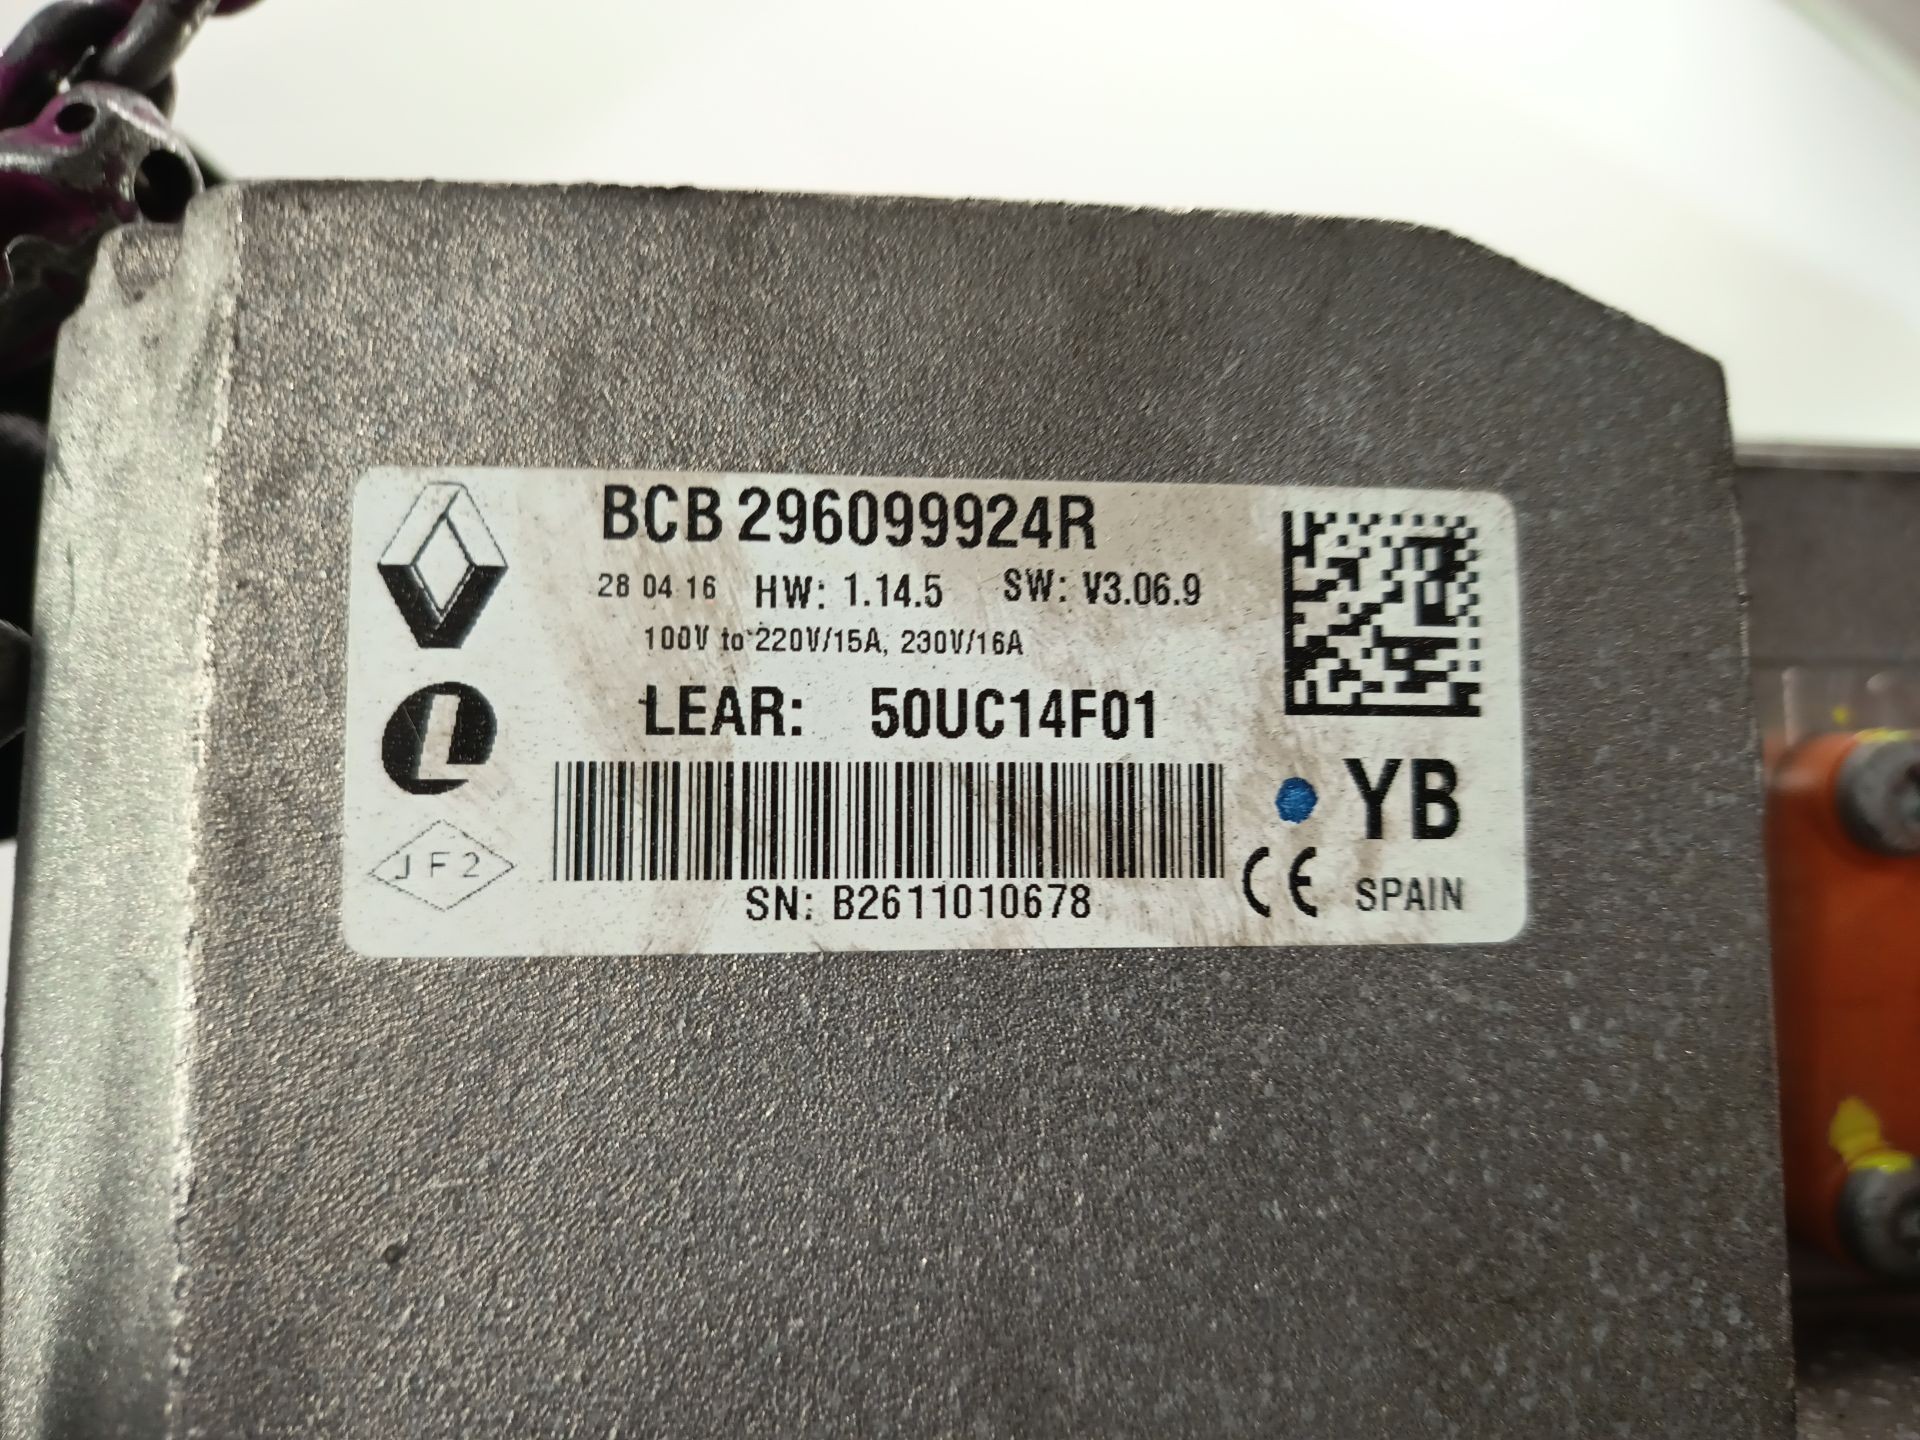 BCB 296099924R
28 04 16 HW: 1.14.5 SW: V3.06.9
100V to 220V/15A, 230V/16A
LEAR: 50UC14F01
L
YB
JF2
SN: B2611010678
CE SPAIN